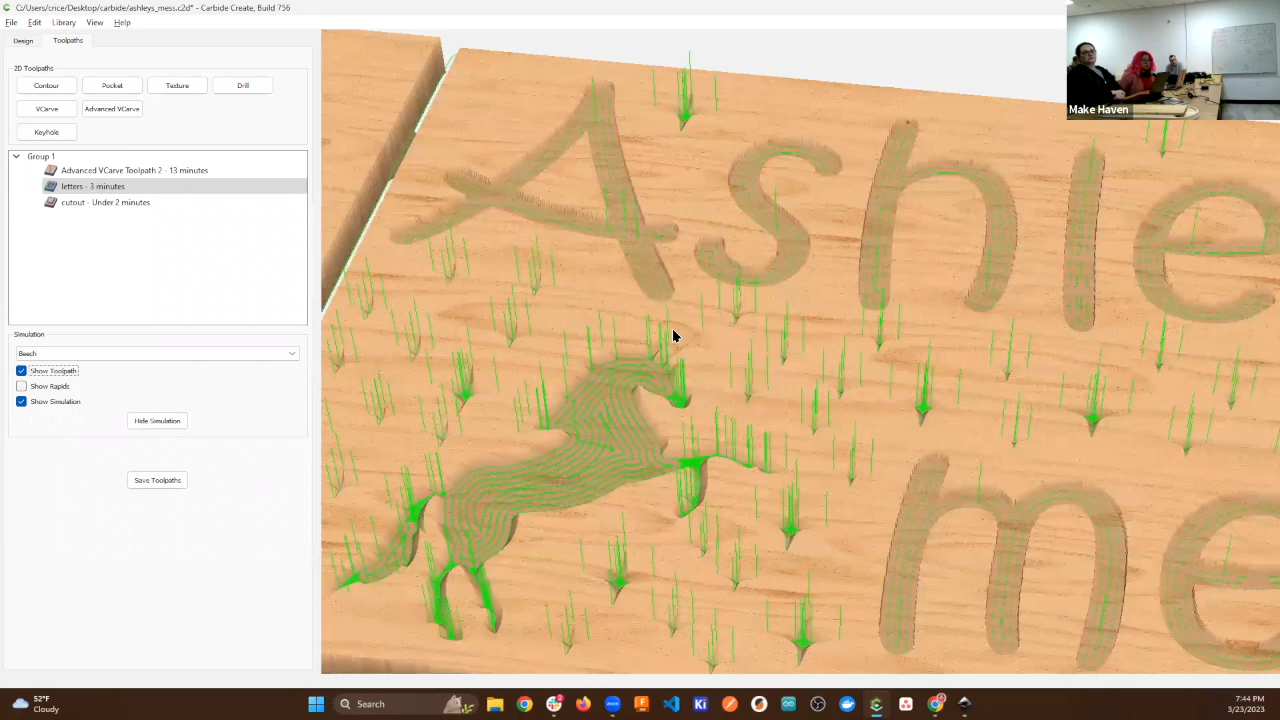 C:/Users/crice/Desktop/carbide/ashleys_mess.c2d* - Carbide Create, Build 756
File Edit Library View Help
Design Toolpaths
2D Toolpaths
Contour Pocket Texture Drill
VCarve Advanced VCarve
Keyhole
Group 1
Advanced VCarve Toolpath 2 - 13 minutes
letters - 3 minutes
cutout - Under 2 minutes
Simulation
Beech
Show Toolpath
Show Rapids
Show Simulation
Hide Simulation
Save Toolpaths
Ashle
me
Make Haven
52°F
Cloudy
Search
7:44 PM
3/23/2023